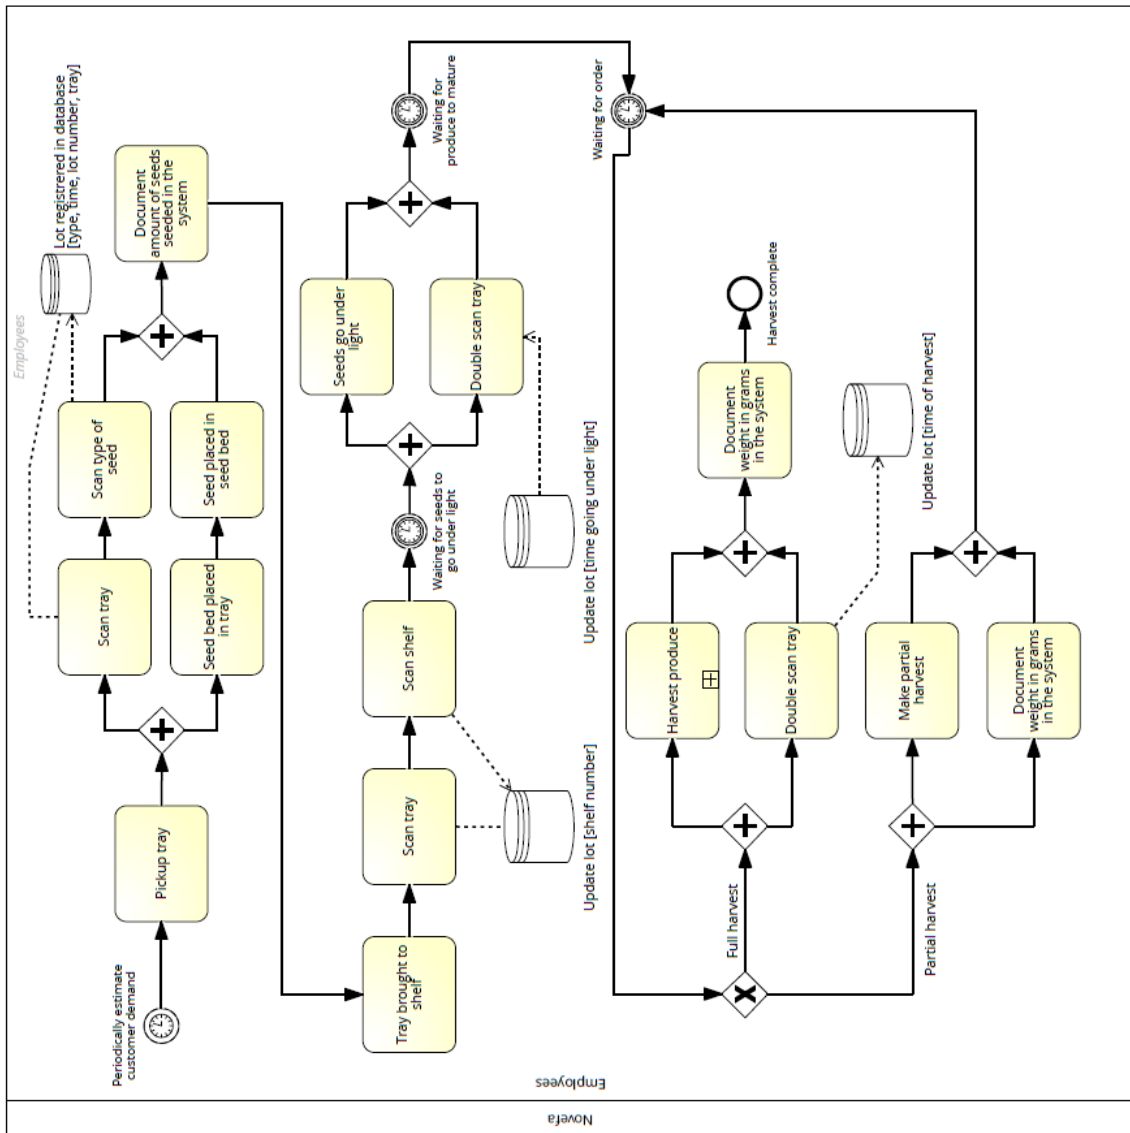 Novefa
Employees
Employees
Periodically estimate
customer demand
Pickup tray
Scan tray
Scan type of
seed
Seed bed placed
in tray
Seed placed in
seed bed
Lot registrered in database
[type, time, lot number, tray]
Document
amount of seeds
seeded in the
system
Tray brought to
shelf
Scan tray
Scan shelf
Update lot [shelf number]
Waiting for seeds to
go under light
Seeds go under
light
Double scan tray
Update lot [time going under light]
Waiting for
produce to mature
Waiting for order
Full harvest
Partial harvest
Harvest produce
Double scan tray
Update lot [time of harvest]
Document
weight in grams
in the system
Harvest complete
Make partial
harvest
Document
weight in grams
in the system